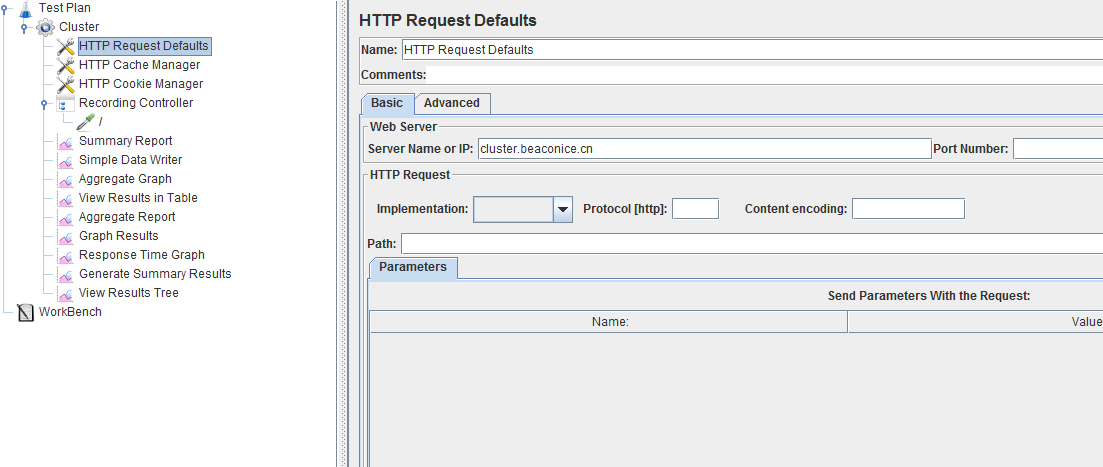 Test Plan
Cluster
HTTP Request Defaults
HTTP Cache Manager
HTTP Cookie Manager
Recording Controller
/
Summary Report
Simple Data Writer
Aggregate Graph
View Results in Table
Aggregate Report
Graph Results
Response Time Graph
Generate Summary Results
View Results Tree
WorkBench
HTTP Request Defaults
Name: HTTP Request Defaults
Comments:
Basic Advanced
Web Server
Server Name or IP: cluster.beaconice.cn Port Number:
HTTP Request
Implementation: Protocol [http]: Content encoding:
Path:
Parameters
Send Parameters With the Request:
Name: Value